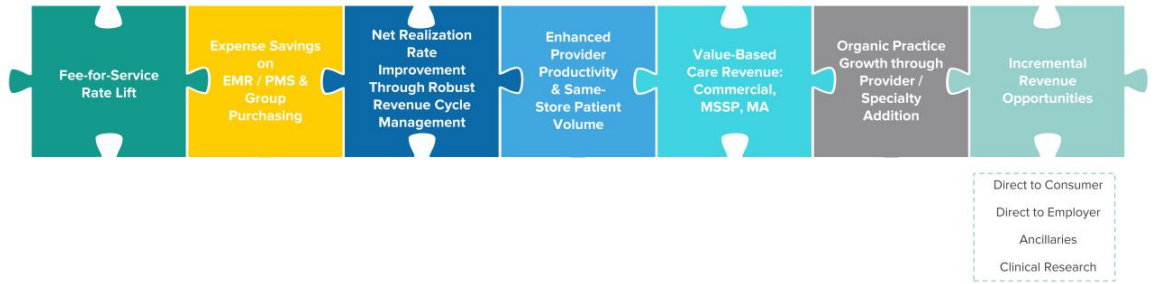 Fee-for-Service
Rate Lift
Expense Savings
on
EMR / PMS &
Group
Purchasing
Net Realization
Rate
Improvement
Through Robust
Revenue Cycle
Management
Enhanced
Provider
Productivity
& Same-
Store Patient
Volume
Value-Based
Care Revenue:
Commercial,
MSSP, MA
Organic Practice
Growth through
Provider /
Specialty
Addition
Incremental
Revenue
Opportunities
Direct to Consumer
Direct to Employer
Ancillaries
Clinical Research